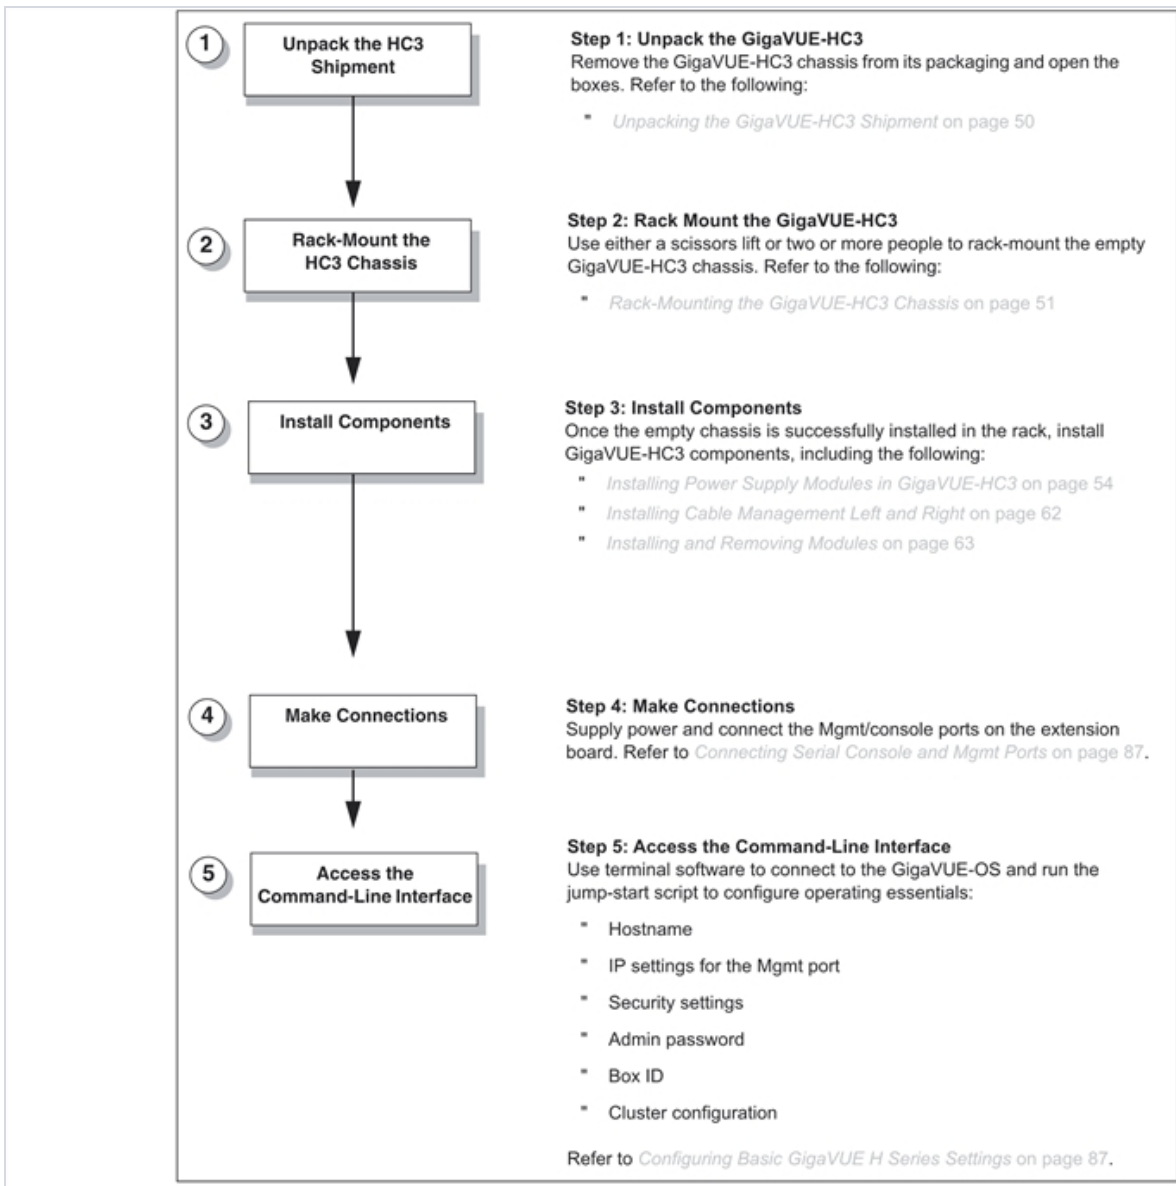 1
Unpack the HC3
Shipment
Step 1: Unpack the GigaVUE-HC3
Remove the GigaVUE-HC3 chassis from its packaging and open the
boxes. Refer to the following:
" Unpacking the GigaVUE-HC3 Shipment on page 50
2
Rack-Mount the
HC3 Chassis
Step 2: Rack Mount the GigaVUE-HC3
Use either a scissors lift or two or more people to rack-mount the empty
GigaVUE-HC3 chassis. Refer to the following:
" Rack-Mounting the GigaVUE-HC3 Chassis on page 51
3
Install Components
Step 3: Install Components
Once the empty chassis is successfully installed in the rack, install
GigaVUE-HC3 components, including the following:
" Installing Power Supply Modules in GigaVUE-HC3 on page 54
" Installing Cable Management Left and Right on page 62
" Installing and Removing Modules on page 63
4
Make Connections
Step 4: Make Connections
Supply power and connect the Mgmt/console ports on the extension
board. Refer to Connecting Serial Console and Mgmt Ports on page 87.
5
Access the
Command-Line Interface
Step 5: Access the Command-Line Interface
Use terminal software to connect to the GigaVUE-OS and run the
jump-start script to configure operating essentials:
" Hostname
" IP settings for the Mgmt port
" Security settings
" Admin password
" Box ID
" Cluster configuration
Refer to Configuring Basic GigaVUE H Series Settings on page 87.